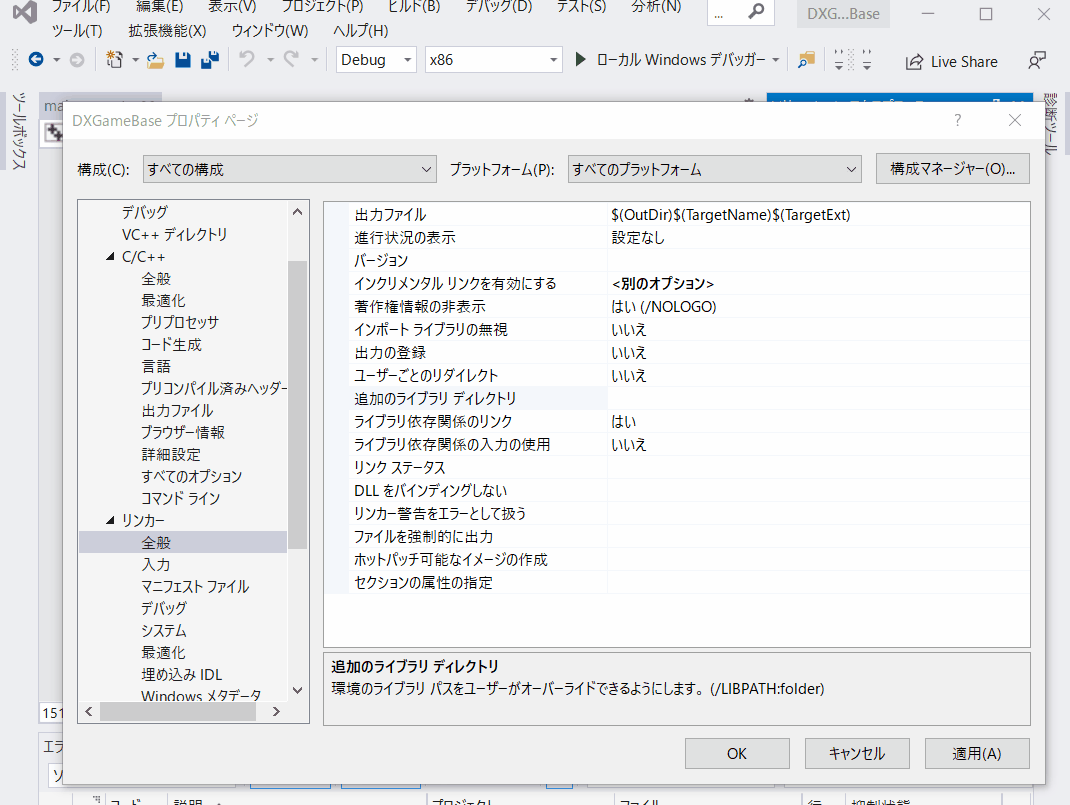 ファイル(F) 編集(E) 表示(V) プロジェクト(P) ビルド(B) デバッグ(D) テスト(S) 分析(N) ... DXG...Base
ツール(T) 拡張機能(X) ウィンドウ(W) ヘルプ(H)
Debug x86 ローカル Windows デバッガー Live Share
ツールボックス
診断ツール
DXGameBase プロパティ ページ ?
構成(C): すべての構成 プラットフォーム(P): すべてのプラットフォーム 構成マネージャー(O)...
デバッグ
VC++ ディレクトリ
C/C++
全般
最適化
プリプロセッサ
コード生成
言語
プリコンパイル済みヘッダー
出力ファイル
ブラウザー情報
詳細設定
すべてのオプション
コマンド ライン
リンカー
全般
入力
マニフェスト ファイル
デバッグ
システム
最適化
埋め込み IDL
Windows メタデータ
出力ファイル $(OutDir)$(TargetName)$(TargetExt)
進行状況の表示 設定なし
バージョン
インクリメンタル リンクを有効にする <別のオプション>
著作権情報の非表示 はい (/NOLOGO)
インポート ライブラリの無視 いいえ
出力の登録 いいえ
ユーザーごとのリダイレクト いいえ
追加のライブラリ ディレクトリ
ライブラリ依存関係のリンク はい
ライブラリ依存関係の入力の使用 いいえ
リンク ステータス
DLL をバインディングしない
リンカー警告をエラーとして扱う
ファイルを強制的に出力
ホットパッチ可能なイメージの作成
セクションの属性の指定
追加のライブラリ ディレクトリ
環境のライブラリ パスをユーザーがオーバーライドできるようにします。 (/LIBPATH:folder)
OK キャンセル 適用(A)
151
コード 説明 プロジェクト ファイル 行 抑制状態